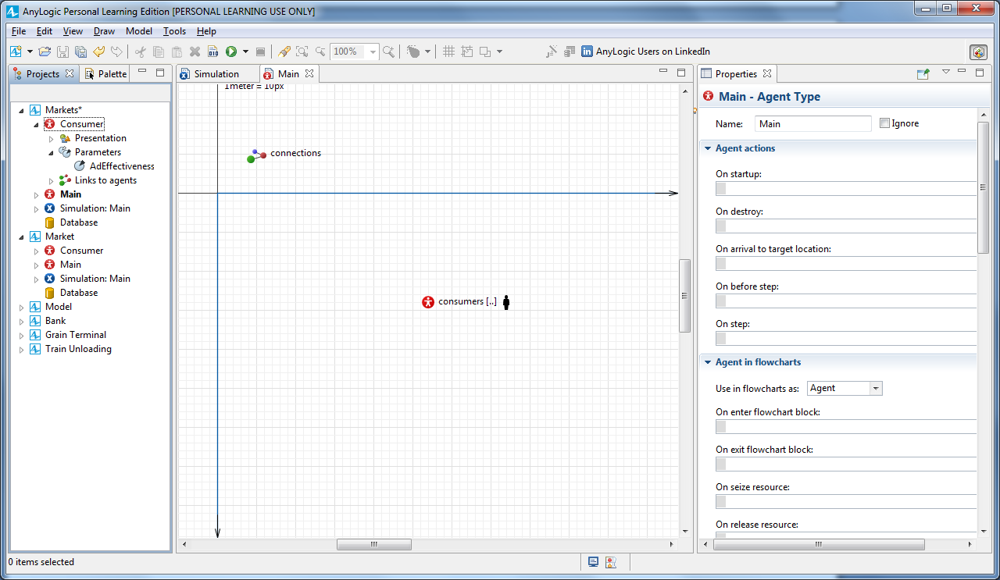 AnyLogic Personal Learning Edition [PERSONAL LEARNING USE ONLY]
File Edit View Draw Model Tools Help
100% AnyLogic Users on LinkedIn
Projects Palette
Markets*
Consumer
Presentation
Parameters
AdEffectiveness
Links to agents
Main
Simulation: Main
Database
Market
Consumer
Main
Simulation: Main
Database
Model
Bank
Grain Terminal
Train Unloading
Simulation Main
1meter = 10px
connections
consumers [..]
Properties
Main - Agent Type
Name: Main Ignore
Agent actions
On startup:
On destroy:
On arrival to target location:
On before step:
On step:
Agent in flowcharts
Use in flowcharts as: Agent
On enter flowchart block:
On exit flowchart block:
On seize resource:
On release resource:
0 items selected